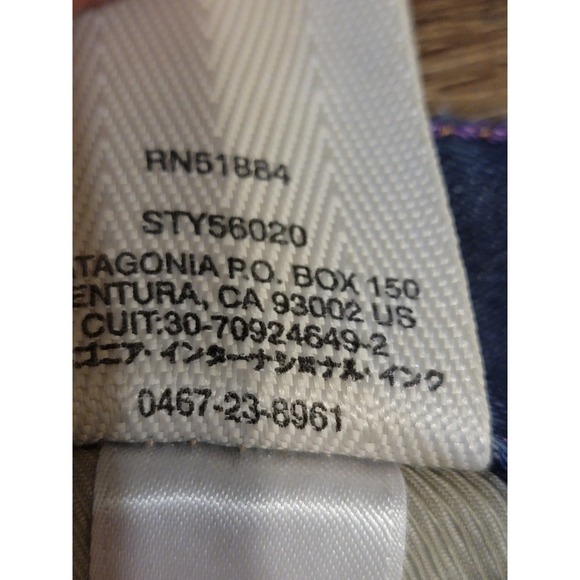 RN51884
STY56020
TAGONIA P.O. BOX 150
ENTURA, CA 93002 US
CUIT:30-70924649-2
ゴニア・インターナショナル・インク
0467-23-8961